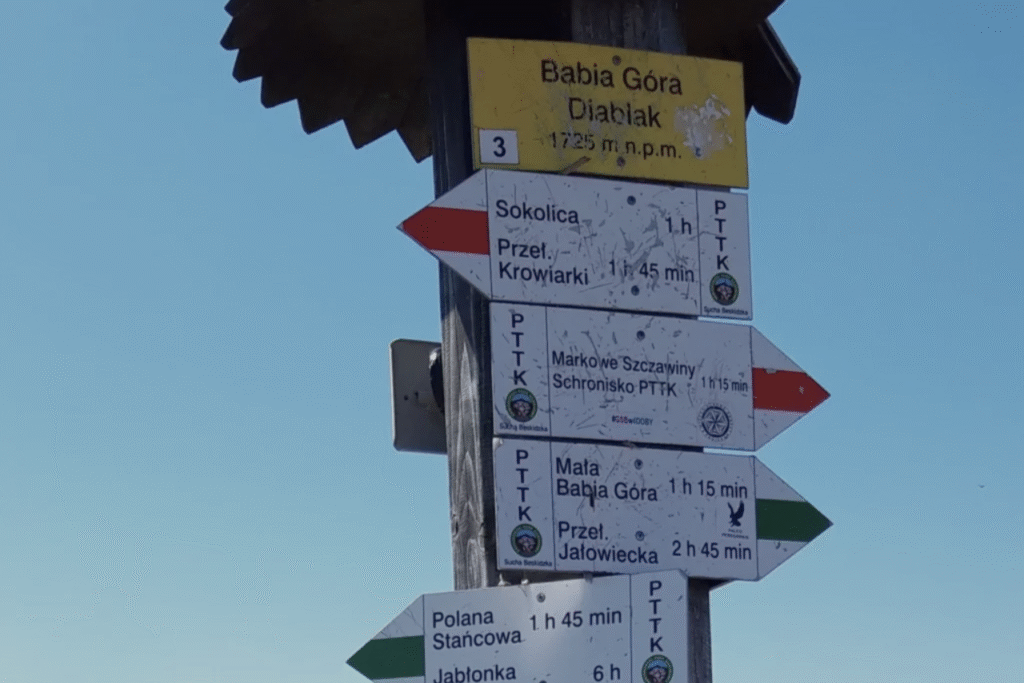 Babia Góra
Diablak
1725 m n.p.m.
3
Sokolica 1 h
Przeł.
Krowiarki 1 h 45 min
PTTK
Sucha Beskidzka
PTTK
Sucha Beskidzka
Markowe Szczawiny
Schronisko PTTK 1 h 15 min
#GSBwIDOBY
PTTK
Sucha Beskidzka
Mała
Babia Góra 1 h 15 min
Przeł.
Jałowiecka 2 h 45 min
Polana
Stańcowa 1 h 45 min
Jabłonka 6 h
PTTK